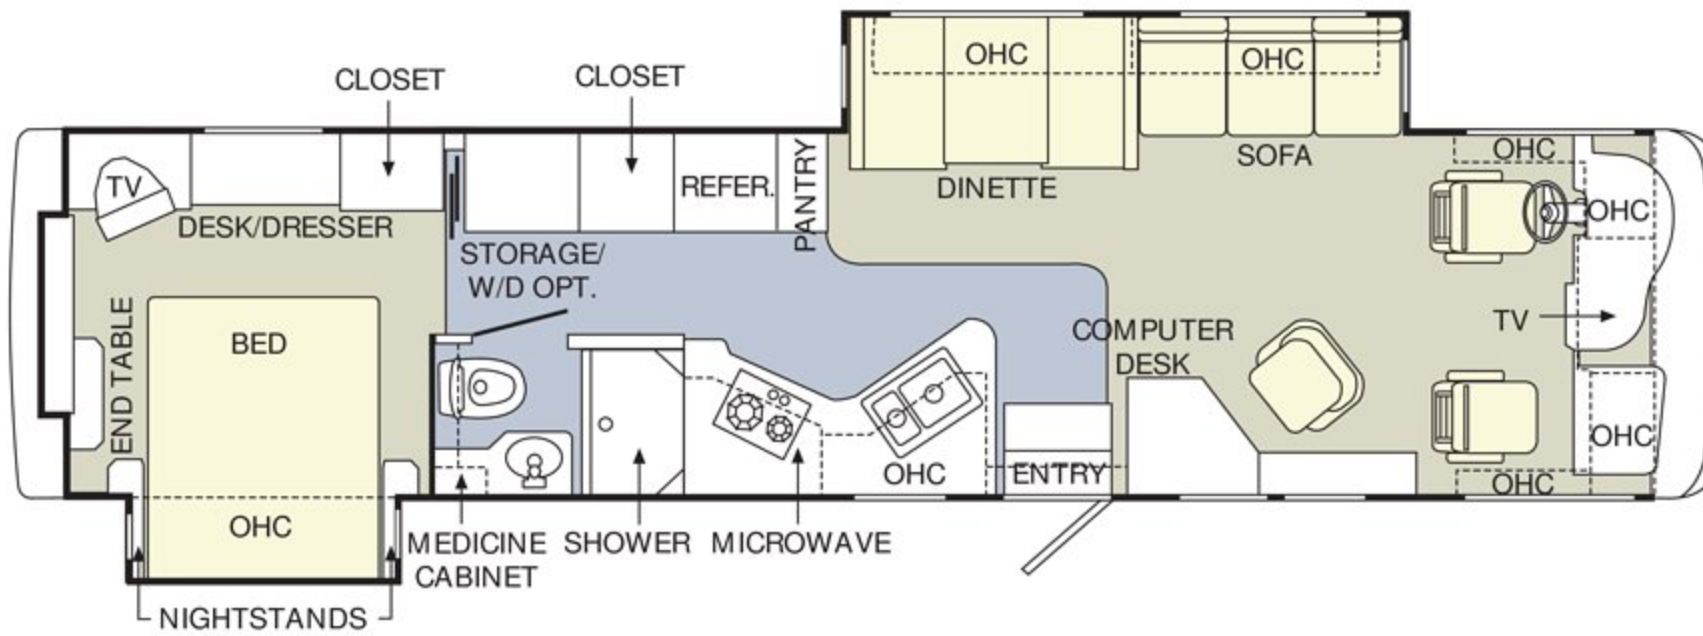 CLOSET
CLOSET
OHC
OHC
TV
DESK/DRESSER
REFER.
PANTRY
DINETTE
SOFA
OHC
OHC
STORAGE/
W/D OPT.
END TABLE
BED
COMPUTER
DESK
TV
OHC
OHC
ENTRY
OHC
OHC
MEDICINE
CABINET
SHOWER
MICROWAVE
NIGHTSTANDS